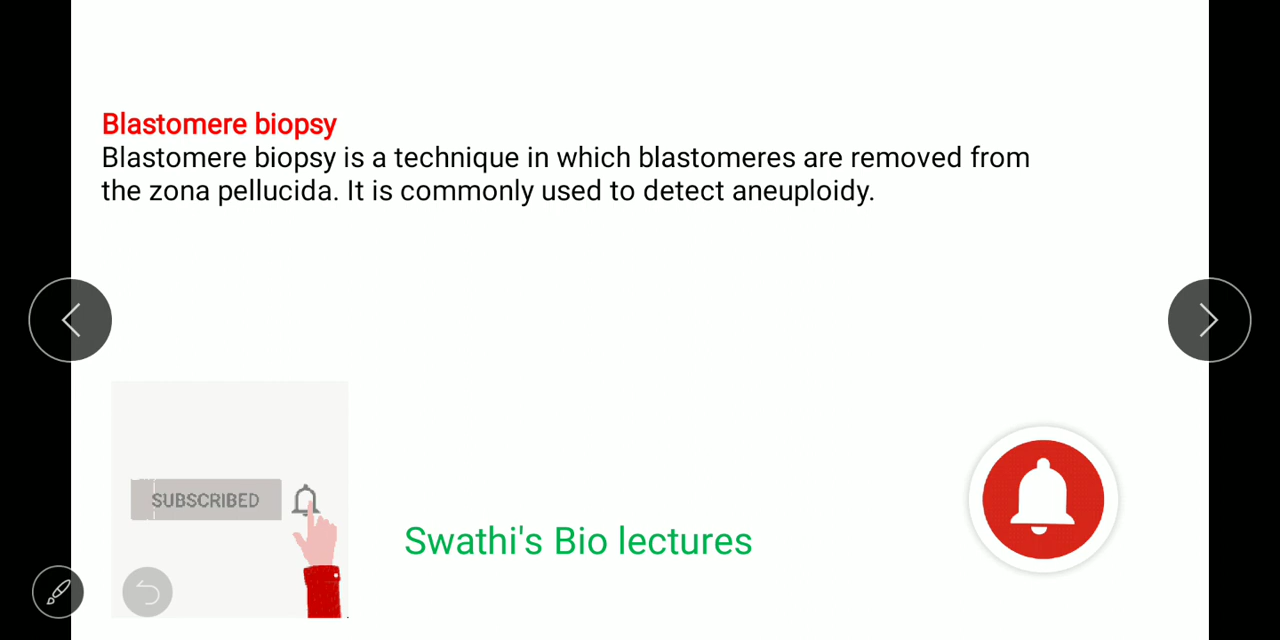 Blastomere biopsy
Blastomere biopsy is a technique in which blastomeres are removed from
the zona pellucida. It is commonly used to detect aneuploidy.
SUBSCRIBED
Swathi's Bio lectures